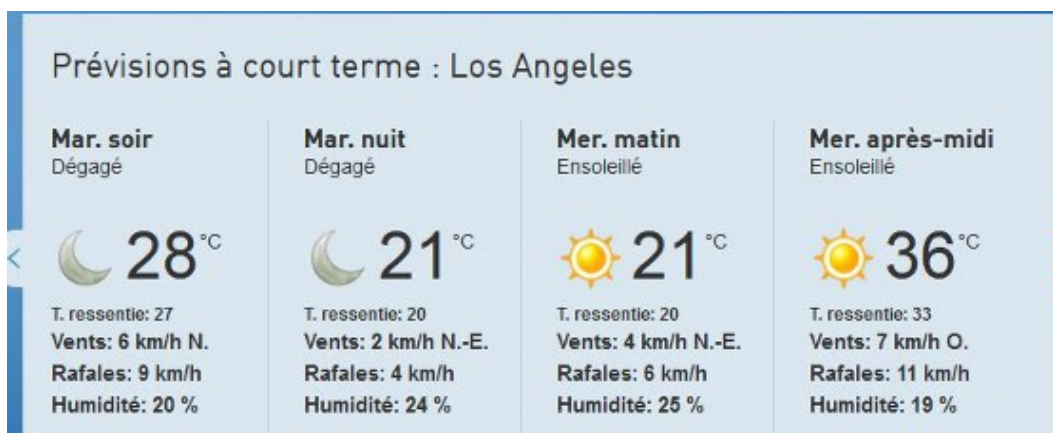 Prévisions à court terme : Los Angeles
Mar. soir
Dégagé
28 °C
T. ressentie: 27
Vents: 6 km/h N.
Rafales: 9 km/h
Humidité: 20 %
Mar. nuit
Dégagé
21 °C
T. ressentie: 20
Vents: 2 km/h N.-E.
Rafales: 4 km/h
Humidité: 24 %
Mer. matin
Ensoleillé
21 °C
T. ressentie: 20
Vents: 4 km/h N.-E.
Rafales: 6 km/h
Humidité: 25 %
Mer. après-midi
Ensoleillé
36 °C
T. ressentie: 33
Vents: 7 km/h O.
Rafales: 11 km/h
Humidité: 19 %